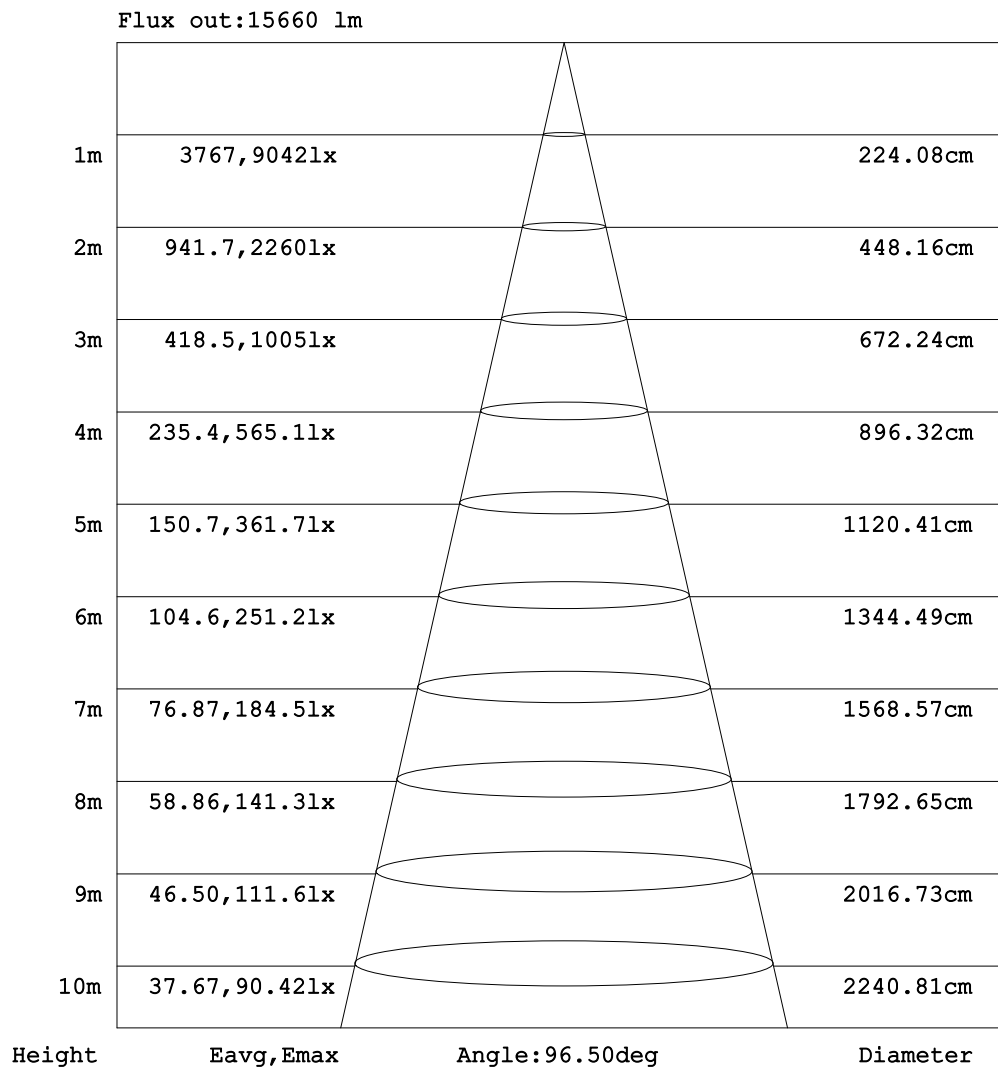 Flux out:15660 lm
1m 3767,9042lx 224.08cm
2m 941.7,2260lx 448.16cm
3m 418.5,1005lx 672.24cm
4m 235.4,565.1lx 896.32cm
5m 150.7,361.7lx 1120.41cm
6m 104.6,251.2lx 1344.49cm
7m 76.87,184.5lx 1568.57cm
8m 58.86,141.3lx 1792.65cm
9m 46.50,111.6lx 2016.73cm
10m 37.67,90.42lx 2240.81cm
Height Eavg,Emax Angle:96.50deg Diameter